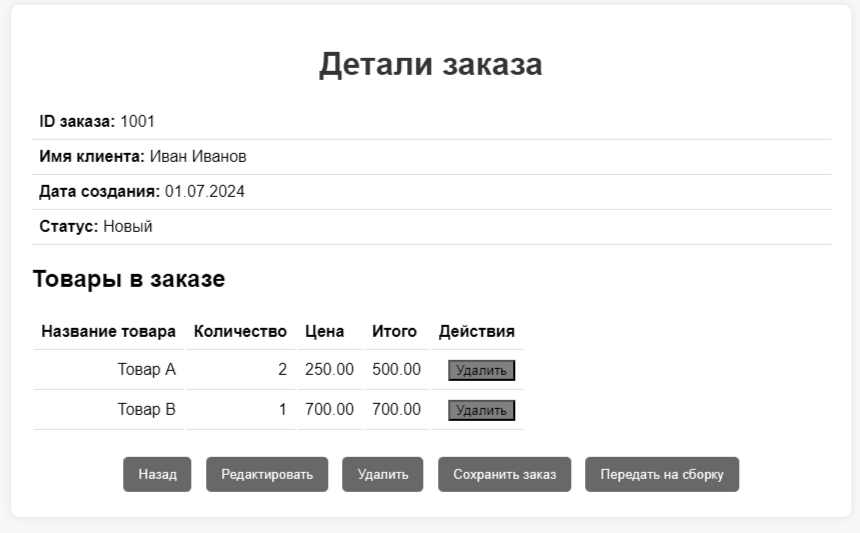 Детали заказа
ID заказа: 1001
Имя клиента: Иван Иванов
Дата создания: 01.07.2024
Статус: Новый
Товары в заказе
Название товара Количество Цена Итого Действия
Товар A 2 250.00 500.00 Удалить
Товар B 1 700.00 700.00 Удалить
Назад Редактировать Удалить Сохранить заказ Передать на сборку